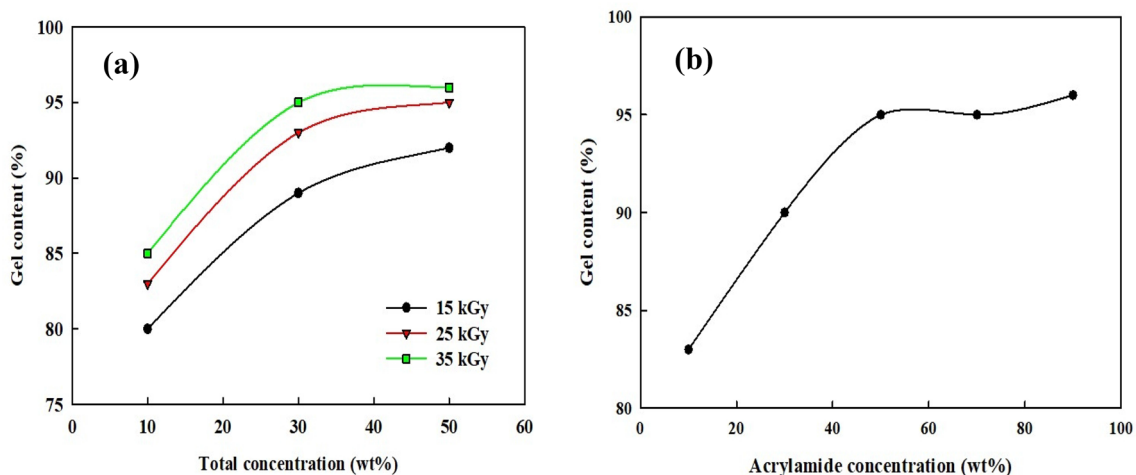 (a)
Gel content (%)
100
95
90
85
80
75
0 10 20 30 40 50 60
Total concentration (wt%)
15 kGy
25 kGy
35 kGy
(b)
Gel content (%)
100
95
90
85
80
0 20 40 60 80 100
Acrylamide concentration (wt%)